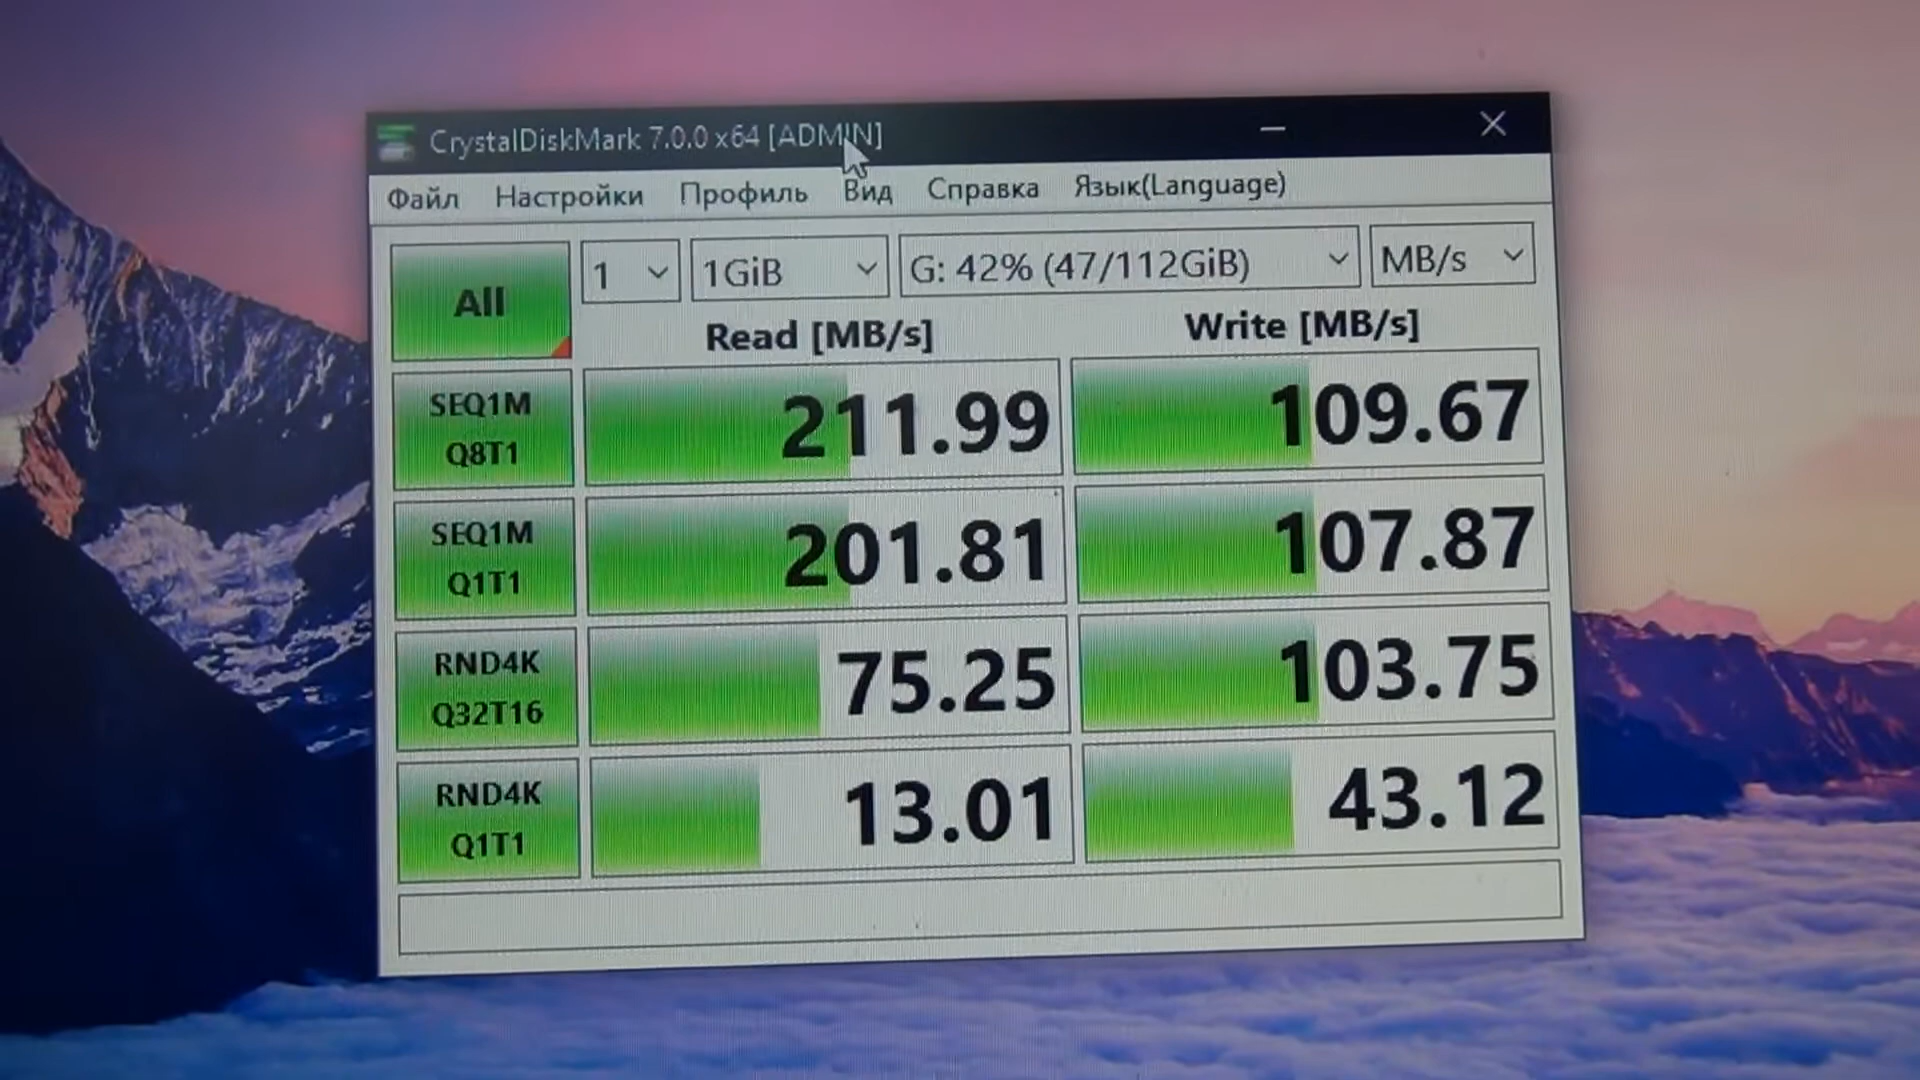 CrystalDiskMark 7.0.0 x64 [ADMIN]
Файл Настройки Профиль Вид Справка Язык(Language)
All 1 1GiB G: 42% (47/112GiB) MB/s
Read [MB/s] Write [MB/s]
SEQ1M
Q8T1 211.99 109.67
SEQ1M
Q1T1 201.81 107.87
RND4K
Q32T16 75.25 103.75
RND4K
Q1T1 13.01 43.12